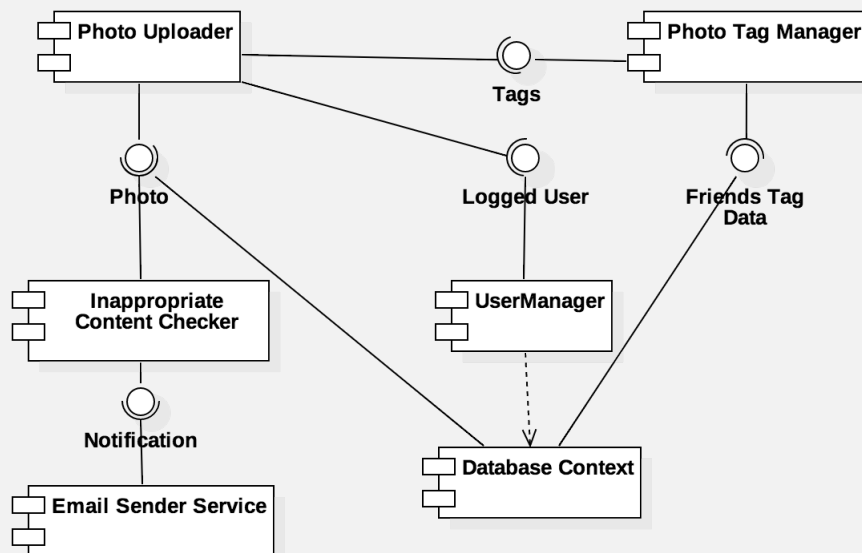 Photo Uploader
Photo Tag Manager
Tags
Photo
Logged User
Friends Tag
Data
Inappropriate
Content Checker
UserManager
Notification
Database Context
Email Sender Service